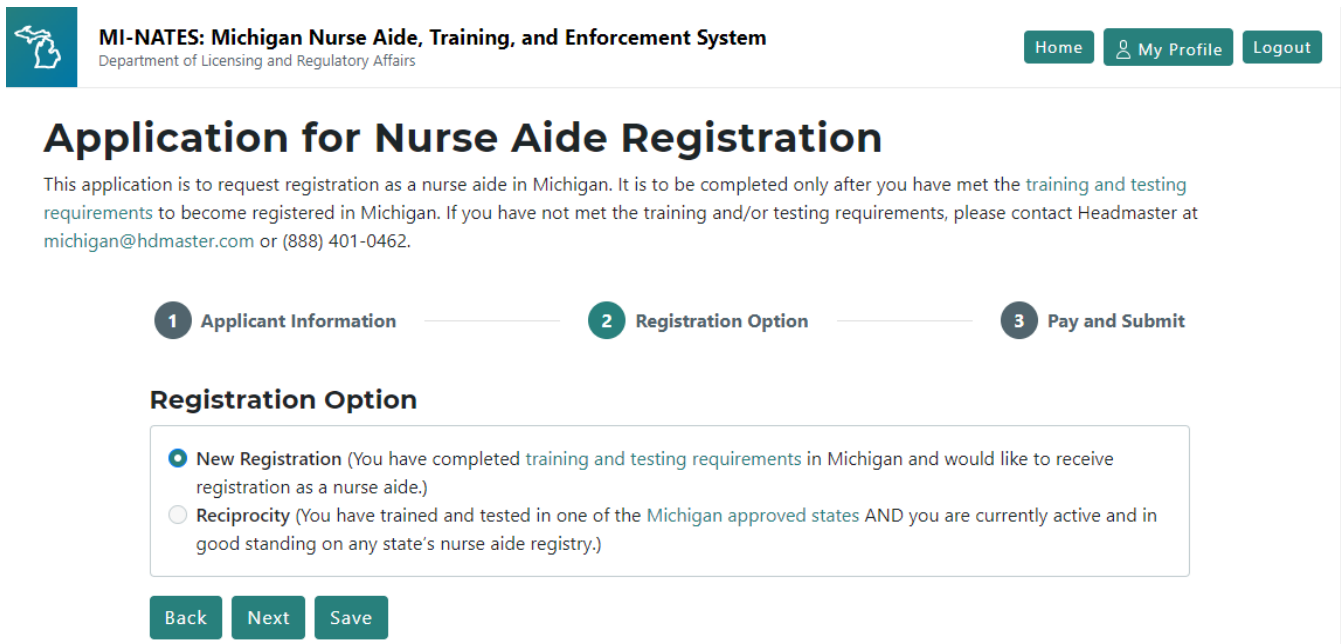 MI-NATES: Michigan Nurse Aide, Training, and Enforcement System
Department of Licensing and Regulatory Affairs
Home
My Profile
Logout
Application for Nurse Aide Registration
This application is to request registration as a nurse aide in Michigan. It is to be completed only after you have met the training and testing
requirements to become registered in Michigan. If you have not met the training and/or testing requirements, please contact Headmaster at
michigan@hdmaster.com or (888) 401-0462.
1 Applicant Information
2 Registration Option
3 Pay and Submit
Registration Option
New Registration (You have completed training and testing requirements in Michigan and would like to receive
registration as a nurse aide.)
Reciprocity (You have trained and tested in one of the Michigan approved states AND you are currently active and in
good standing on any state’s nurse aide registry.)
Back
Next
Save